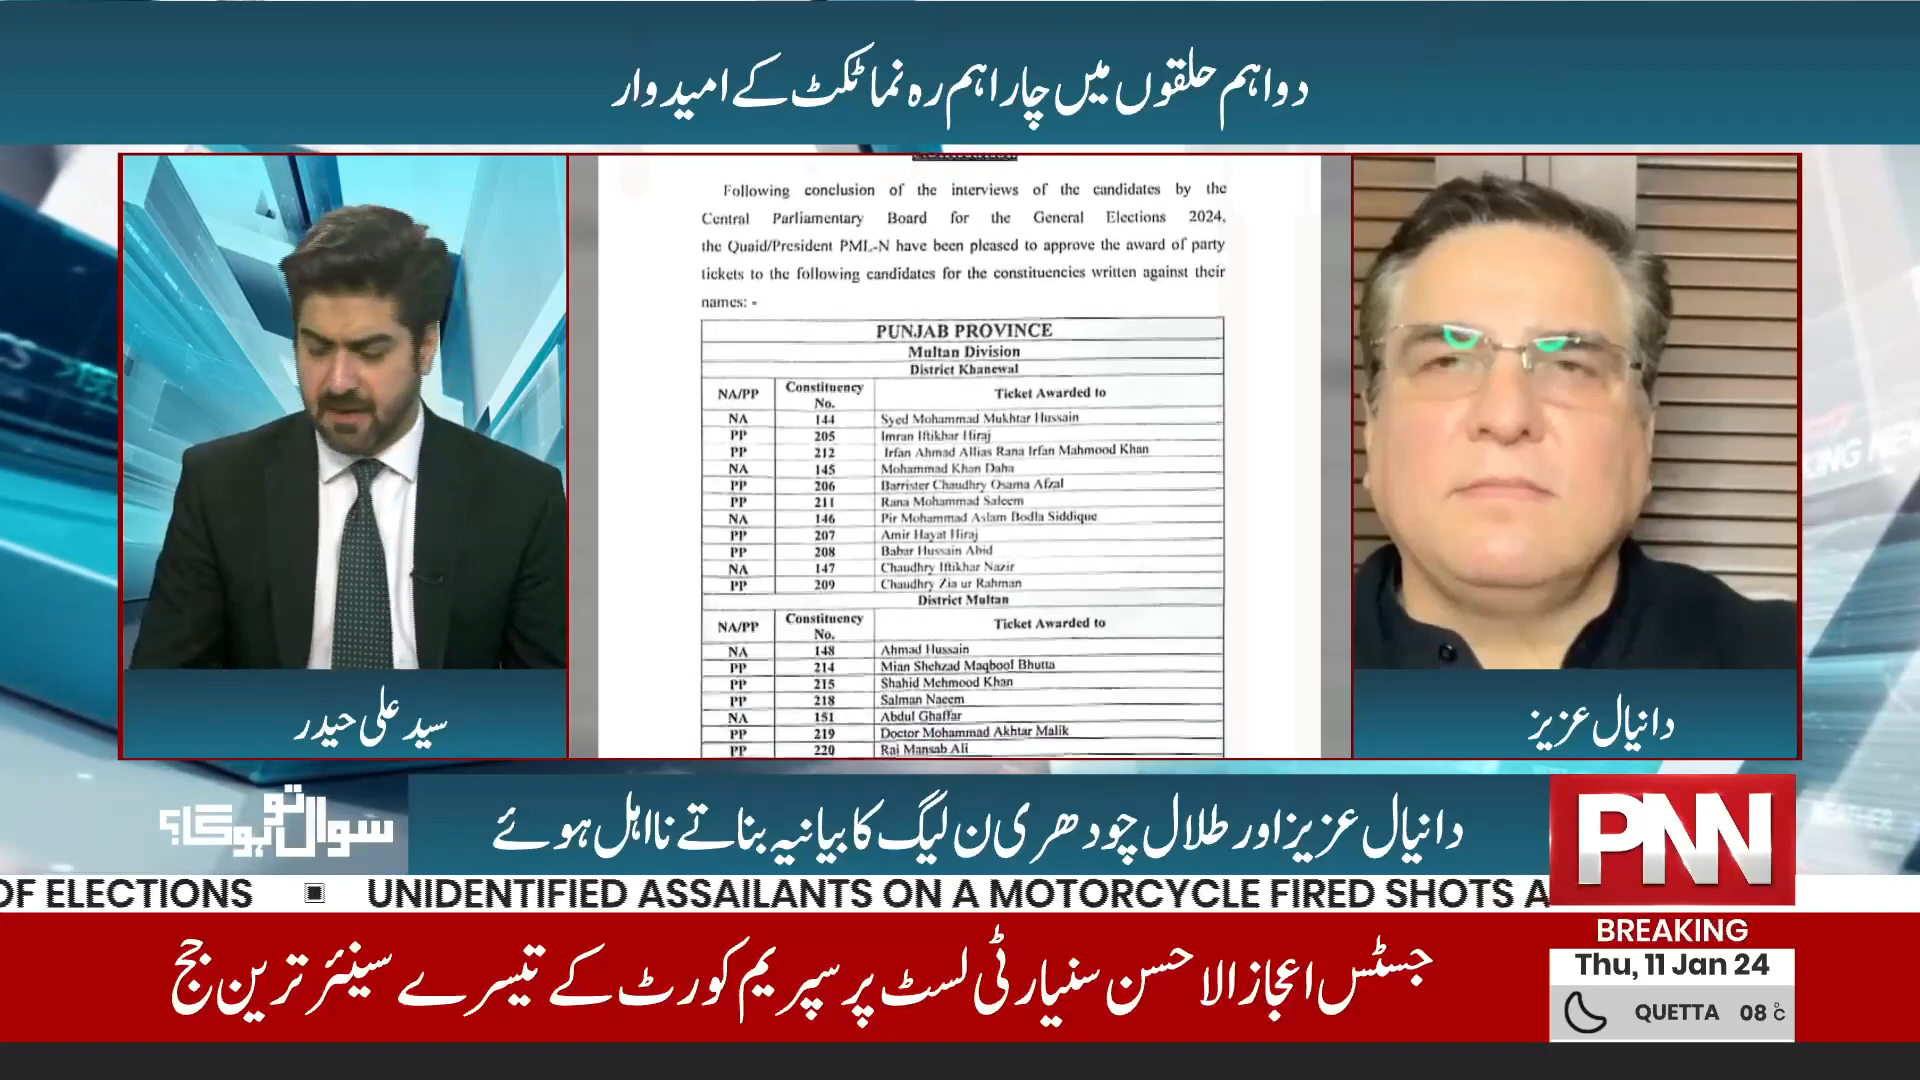 دو اہم حلقوں میں چار اہم رہ نما ٹکٹ کے امیدوار
Following conclusion of the interviews of the candidates by the
Central Parliamentary Board for the General Elections 2024,
the Quaid/President PML-N have been pleased to approve the award of party
tickets to the following candidates for the constituencies written against their
names: -
PUNJAB PROVINCE
Multan Division
District Khanewal
NA/PP Constituency No. Ticket Awarded to
NA 144 Syed Mohammad Mukhtar Hussain
PP 205 Imran Iftikhar Hiraj
PP 212 Irfan Ahmad Allias Rana Irfan Mahmood Khan
NA 145 Mohammad Khan Daha
PP 206 Barrister Chaudhry Osama Afzal
PP 211 Rana Mohammad Saleem
NA 146 Pir Mohammad Aslam Bodla Siddique
PP 207 Amir Hayat Hiraj
PP 208 Babar Hussain Abid
NA 147 Chaudhry Iftikhar Nazir
PP 209 Chaudhry Zia ur Rahman
District Multan
NA/PP Constituency No. Ticket Awarded to
NA 148 Ahmad Hussain
PP 214 Mian Shehzad Maqbool Bhutta
PP 215 Shahid Mehmood Khan
PP 218 Salman Naeem
NA 151 Abdul Ghaffar
PP 219 Doctor Mohammad Akhtar Malik
PP 220 Rai Mansab Ali
سید علی حیدر
دانیال عزیز
سوال تو ہوگا؟
دانیال عزیز اور طلال چودھری ن لیگ کا بیانیہ بناتے نااہل ہوئے
PNN
OF ELECTIONS
UNIDENTIFIED ASSAILANTS ON A MOTORCYCLE FIRED SHOTS A
BREAKING
جسٹس اعجازالاحسن سنیارٹی لسٹ پر سپریم کورٹ کے تیسرے سینئر ترین جج
Thu, 11 Jan 24
QUETTA 08 °C